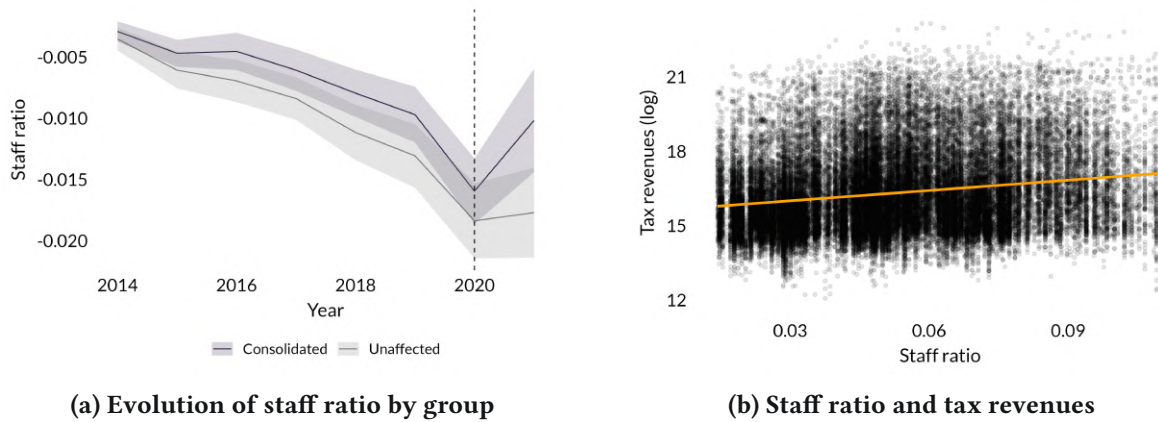 -0.005
-0.010
-0.015
-0.020
Staff ratio
2014 2016 2018 2020
Year
Consolidated Unaffected
(a) Evolution of staff ratio by group
21
18
15
12
Tax revenues (log)
0.03 0.06 0.09
Staff ratio
(b) Staff ratio and tax revenues